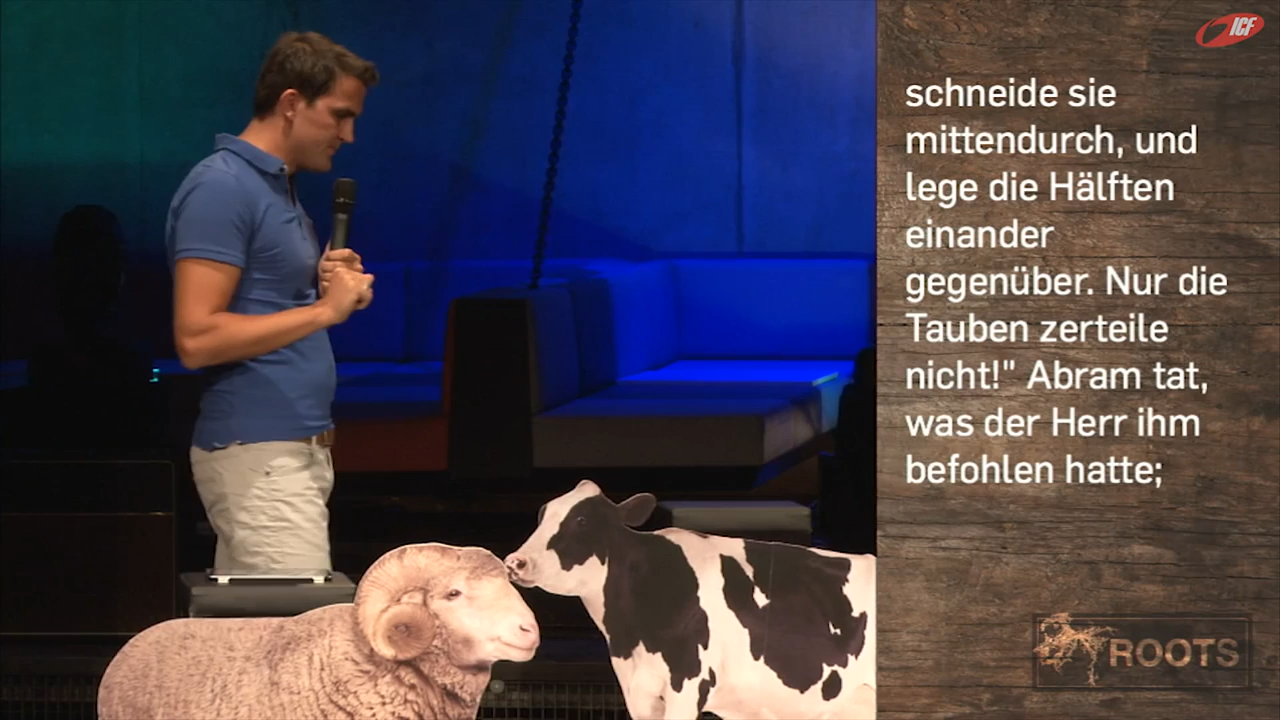 ICF
schneide sie
mittendurch, und
lege die Hälften
einander
gegenüber. Nur die
Tauben zerteile
nicht!" Abram tat,
was der Herr ihm
befohlen hatte;
ROOTS